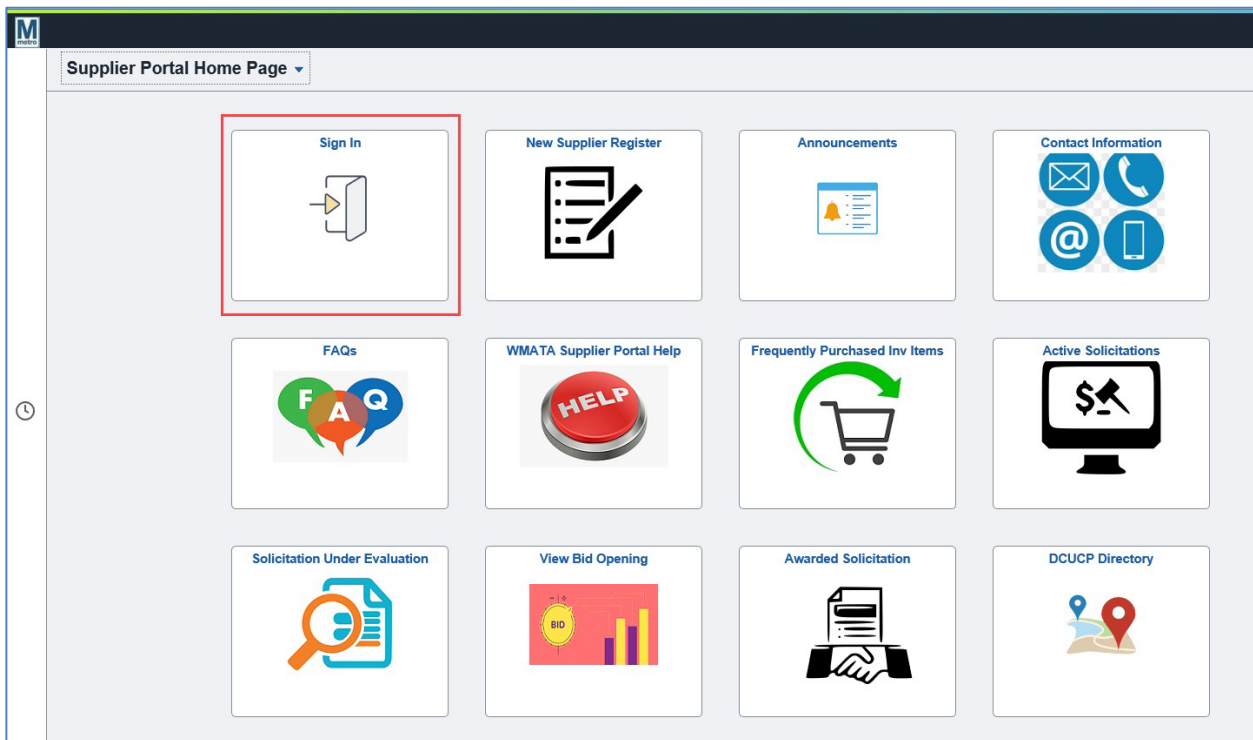 M
metro
Supplier Portal Home Page
Sign In
New Supplier Register
Announcements
Contact Information
@
FAQs
WMATA Supplier Portal Help
Frequently Purchased Inv Items
Active Solicitations
F A Q
HELP
$
Solicitation Under Evaluation
View Bid Opening
Awarded Solicitation
DCUCP Directory
BID